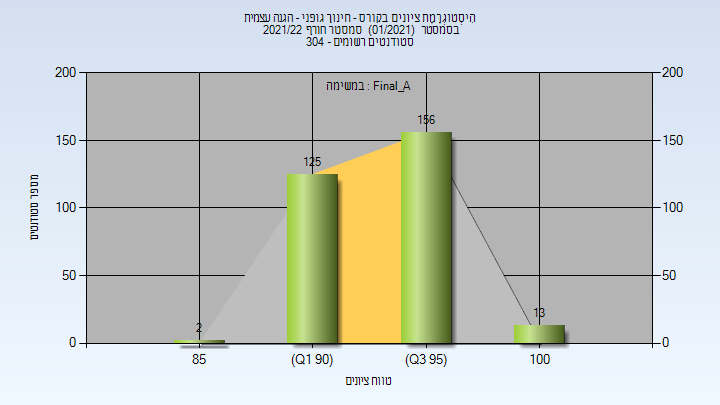 היסטוגרמת ציונים בקורס - חינוך גופני - הגנה עצמית
בסמסטר (01/2021) סמסטר חורף 2021/22
סטודנטים רשומים - 304
במשימה : Final_A
200
150
100
50
0
200
150
100
50
0
מספר סטודנטים
2
125
156
13
85
(Q1 90)
(Q3 95)
100
טווח ציונים